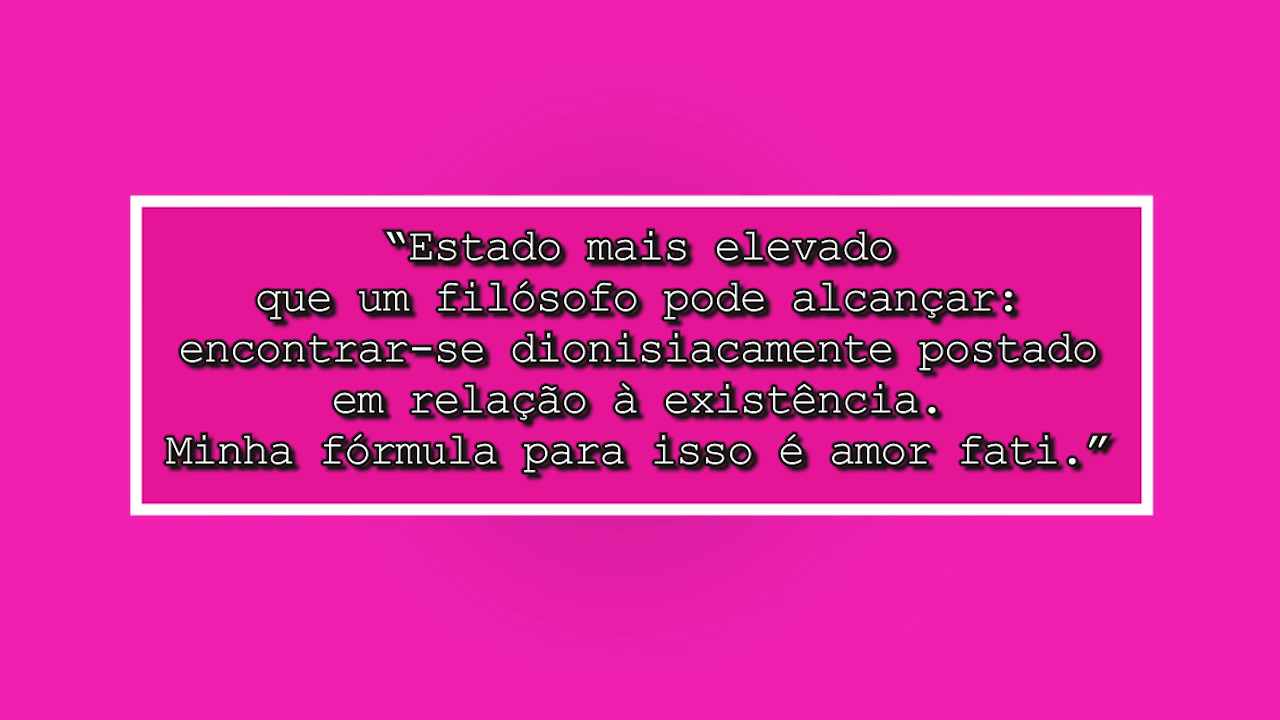 “Estado mais elevado
que um filósofo pode alcançar:
encontrar-se dionisiacamente postado
em relação à existência.
Minha fórmula para isso é amor fati.”